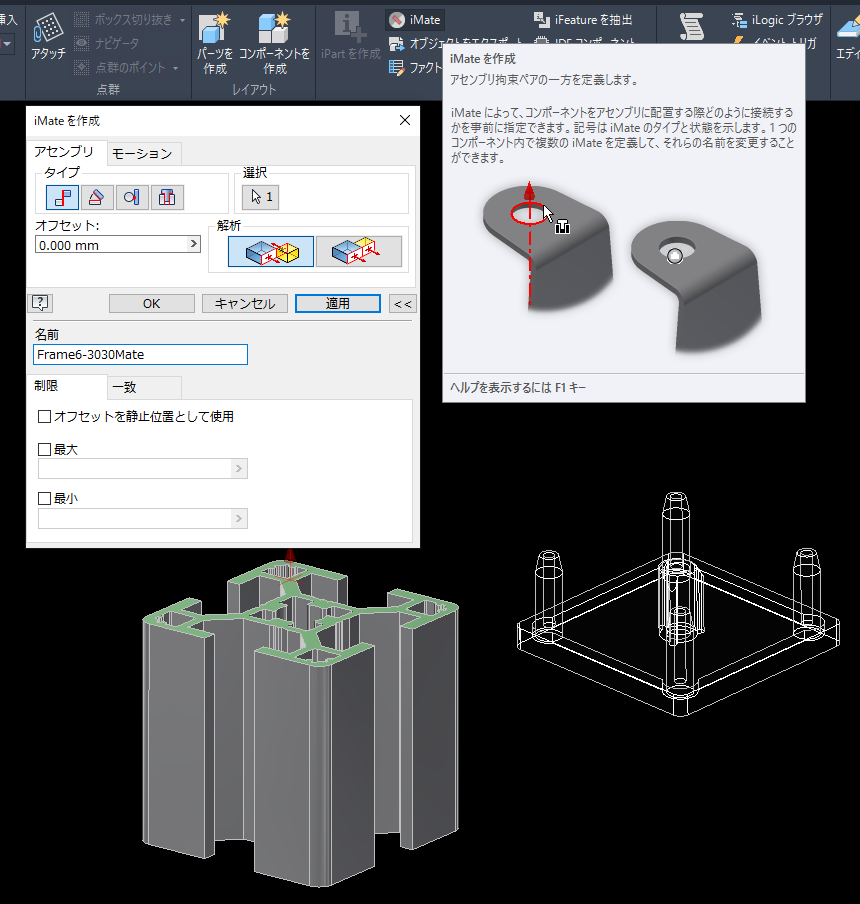 挿入
アタッチ
ボックス切り抜き
ナビゲータ
点群のポイント
点群
パーツを
作成
コンポーネントを
作成
レイアウト
iPart を作成
iMate
オブジェクトをエクスポート
ファクト
iFeature を抽出
iLogic ブラウザ
イベント トリガ
エディ
iMate を作成
アセンブリ拘束ペアの一方を定義します。
iMate によって、コンポーネントをアセンブリに配置する際どのように接続する
かを事前に指定できます。記号は iMate のタイプと状態を示します。1 つの
コンポーネント内で複数の iMate を定義して、それらの名前を変更すること
ができます。
ヘルプを表示するには F1 キー
iMate を作成
アセンブリ
モーション
タイプ
選択
1
オフセット:
0.000 mm
解析
OK
キャンセル
適用
<<
名前
Frame6-3030Mate
制限
一致
オフセットを静止位置として使用
最大
最小